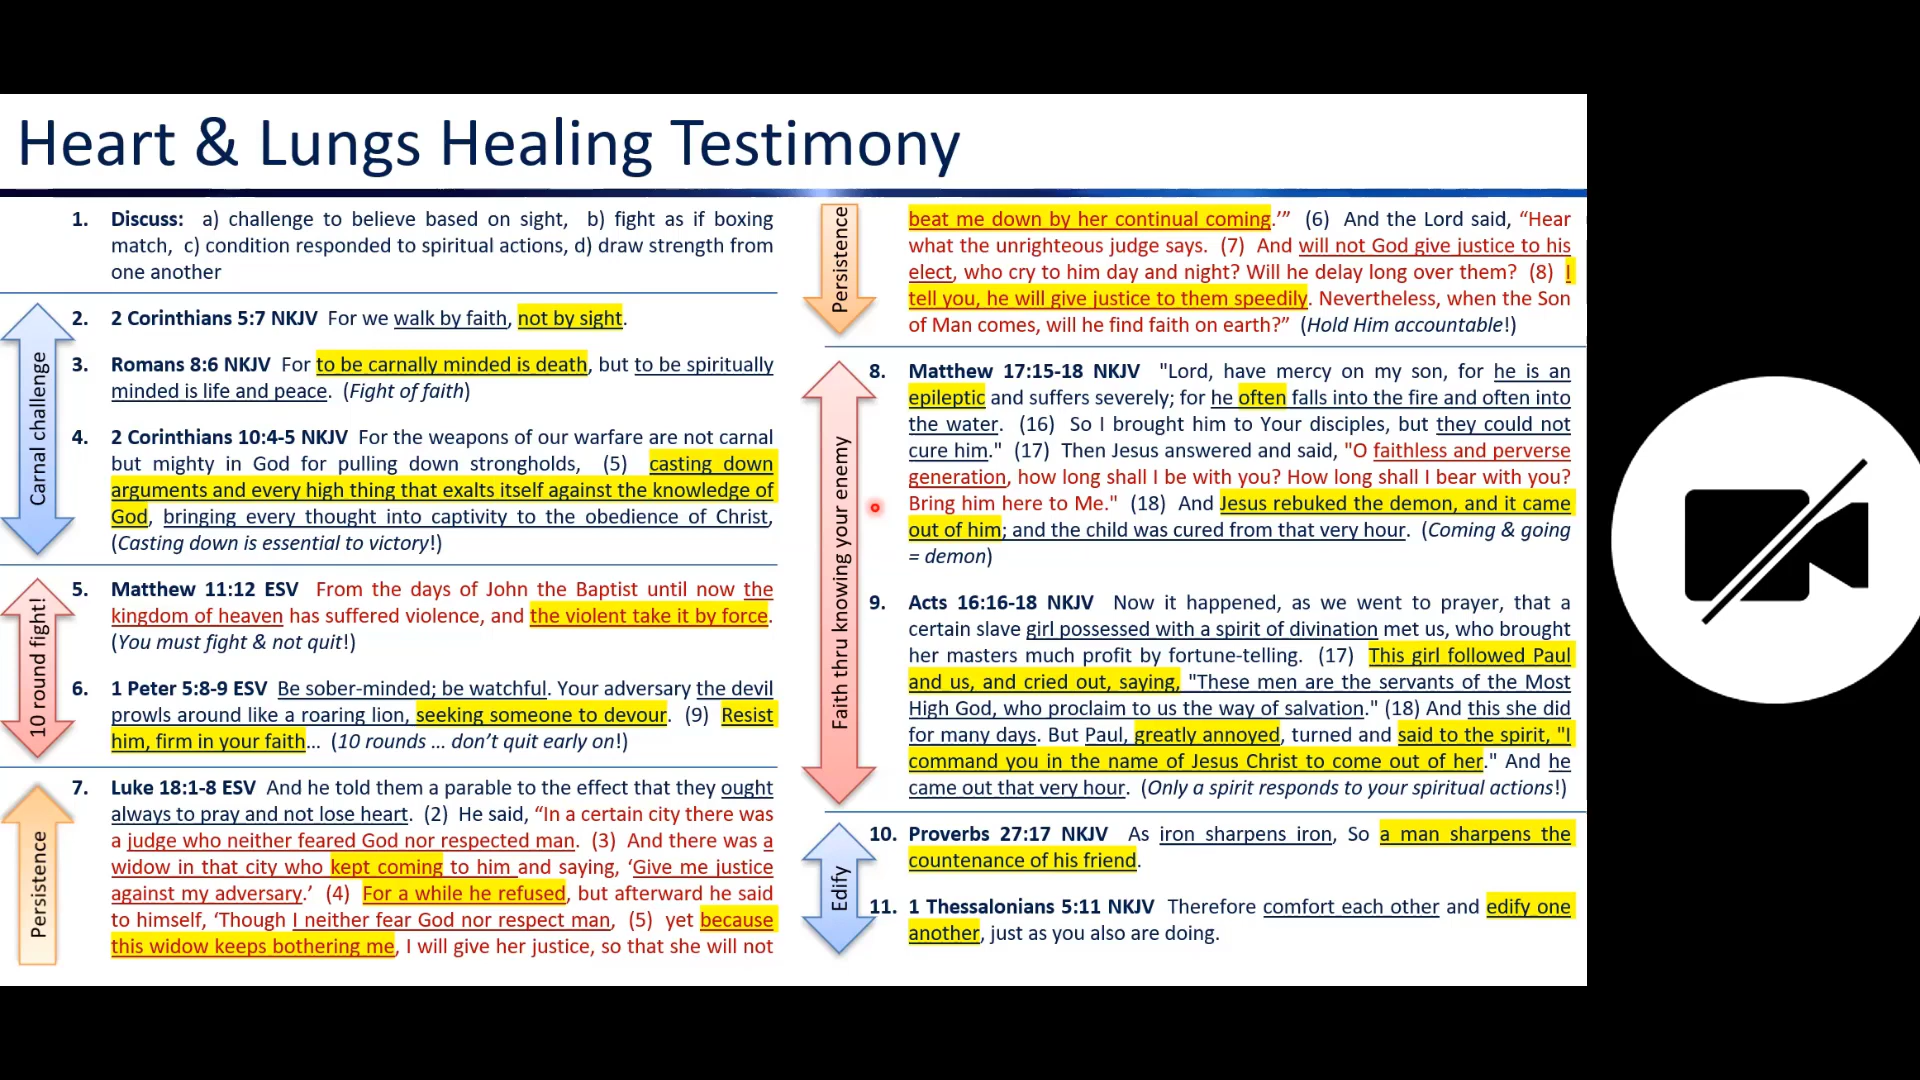 Heart & Lungs Healing Testimony
1. Discuss: a) challenge to believe based on sight, b) fight as if boxing
match, c) condition responded to spiritual actions, d) draw strength from
one another
Carnal challenge
2. 2 Corinthians 5:7 NKJV For we walk by faith, not by sight.
3. Romans 8:6 NKJV For to be carnally minded is death, but to be spiritually
minded is life and peace. (Fight of faith)
4. 2 Corinthians 10:4-5 NKJV For the weapons of our warfare are not carnal
but mighty in God for pulling down strongholds, (5) casting down
arguments and every high thing that exalts itself against the knowledge of
God, bringing every thought into captivity to the obedience of Christ,
(Casting down is essential to victory!)
10 round fight!
5. Matthew 11:12 ESV From the days of John the Baptist until now the
kingdom of heaven has suffered violence, and the violent take it by force.
(You must fight & not quit!)
6. 1 Peter 5:8-9 ESV Be sober-minded; be watchful. Your adversary the devil
prowls around like a roaring lion, seeking someone to devour. (9) Resist
him, firm in your faith… (10 rounds … don’t quit early on!)
Persistence
7. Luke 18:1-8 ESV And he told them a parable to the effect that they ought
always to pray and not lose heart. (2) He said, “In a certain city there was
a judge who neither feared God nor respected man. (3) And there was a
widow in that city who kept coming to him and saying, ‘Give me justice
against my adversary.’ (4) For a while he refused, but afterward he said
to himself, ‘Though I neither fear God nor respect man, (5) yet because
this widow keeps bothering me, I will give her justice, so that she will not
Persistence
beat me down by her continual coming.’” (6) And the Lord said, “Hear
what the unrighteous judge says. (7) And will not God give justice to his
elect, who cry to him day and night? Will he delay long over them? (8) I
tell you, he will give justice to them speedily. Nevertheless, when the Son
of Man comes, will he find faith on earth?” (Hold Him accountable!)
Faith thru knowing your enemy
8. Matthew 17:15-18 NKJV "Lord, have mercy on my son, for he is an
epileptic and suffers severely; for he often falls into the fire and often into
the water. (16) So I brought him to Your disciples, but they could not
cure him." (17) Then Jesus answered and said, "O faithless and perverse
generation, how long shall I be with you? How long shall I bear with you?
Bring him here to Me." (18) And Jesus rebuked the demon, and it came
out of him; and the child was cured from that very hour. (Coming & going
= demon)
9. Acts 16:16-18 NKJV Now it happened, as we went to prayer, that a
certain slave girl possessed with a spirit of divination met us, who brought
her masters much profit by fortune-telling. (17) This girl followed Paul
and us, and cried out, saying, "These men are the servants of the Most
High God, who proclaim to us the way of salvation." (18) And this she did
for many days. But Paul, greatly annoyed, turned and said to the spirit, "I
command you in the name of Jesus Christ to come out of her." And he
came out that very hour. (Only a spirit responds to your spiritual actions!)
Edify
10. Proverbs 27:17 NKJV As iron sharpens iron, So a man sharpens the
countenance of his friend.
11. 1 Thessalonians 5:11 NKJV Therefore comfort each other and edify one
another, just as you also are doing.